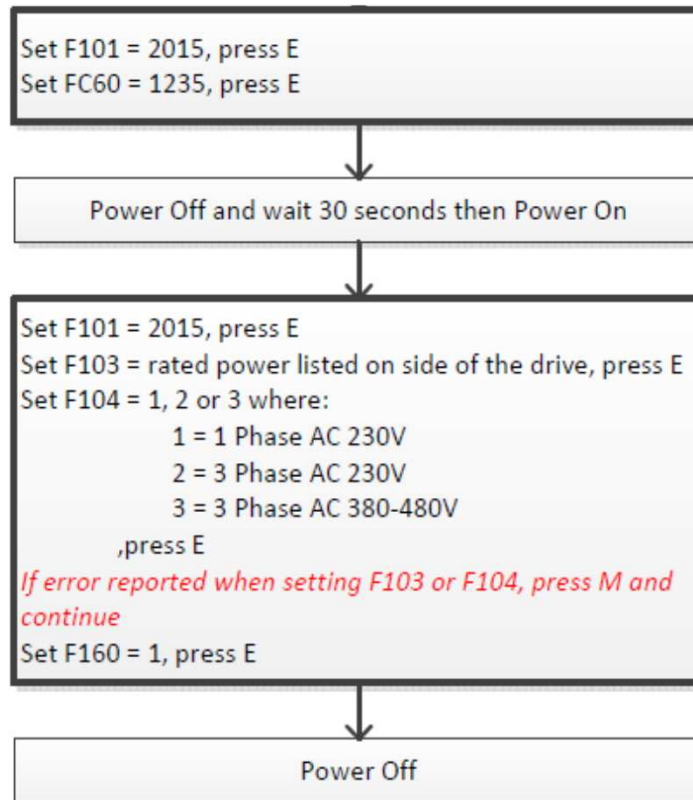 Set F101 = 2015, press E
Set FC60 = 1235, press E
Power Off and wait 30 seconds then Power On
Set F101 = 2015, press E
Set F103 = rated power listed on side of the drive, press E
Set F104 = 1, 2 or 3 where:
1 = 1 Phase AC 230V
2 = 3 Phase AC 230V
3 = 3 Phase AC 380-480V
,press E
If error reported when setting F103 or F104, press M and
continue
Set F160 = 1, press E
Power Off